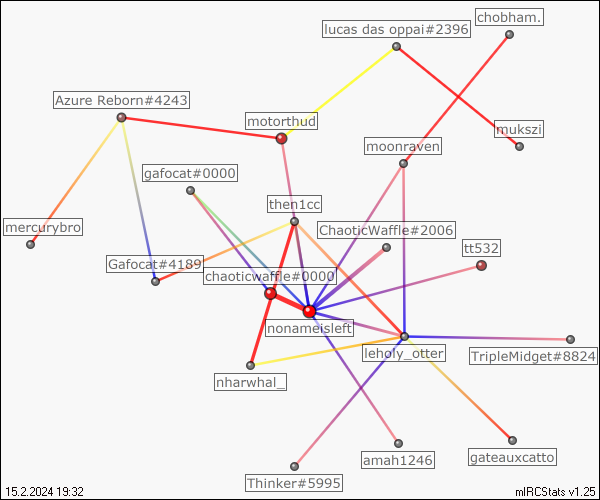 chobham.
lucas das oppai#2396
Azure Reborn#4243
motorthud
mukszi
moonraven
gafocat#0000
then1cc
mercurybro
ChaoticWaffle#2006
tt532
Gafocat#4189
chaoticwaffle#0000
nonameisleft
leholy_otter
TripleMidget#8824
nharwhal_
gateauxcatto
amah1246
Thinker#5995
15.2.2024 19:32
mIRCStats v1.25